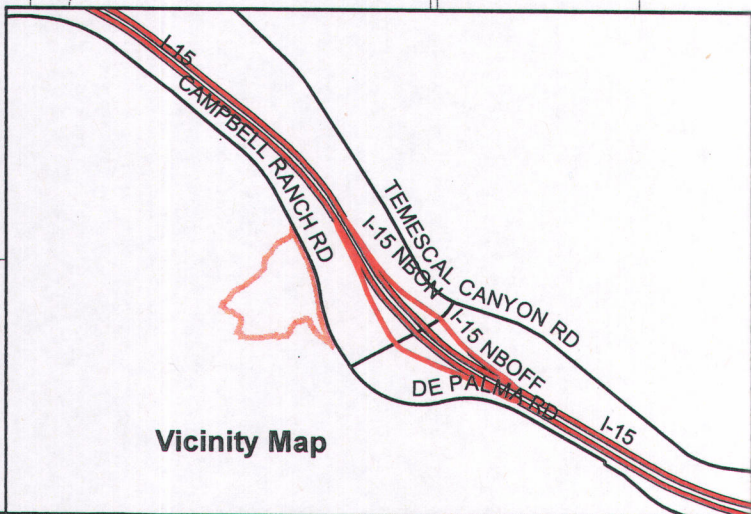 I-15
CAMPBELL RANCH RD
TEMESCAL CANYON RD
I-15 NBON
I-15 NBOFF
DE PALMA RD
I-15
Vicinity Map